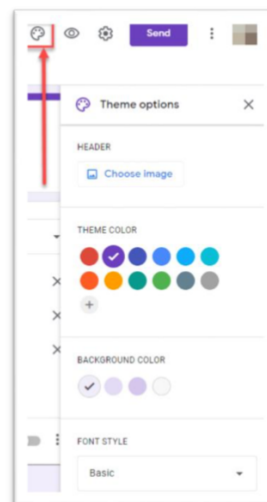 Send
Theme options
HEADER
Choose image
THEME COLOR
BACKGROUND COLOR
FONT STYLE
Basic